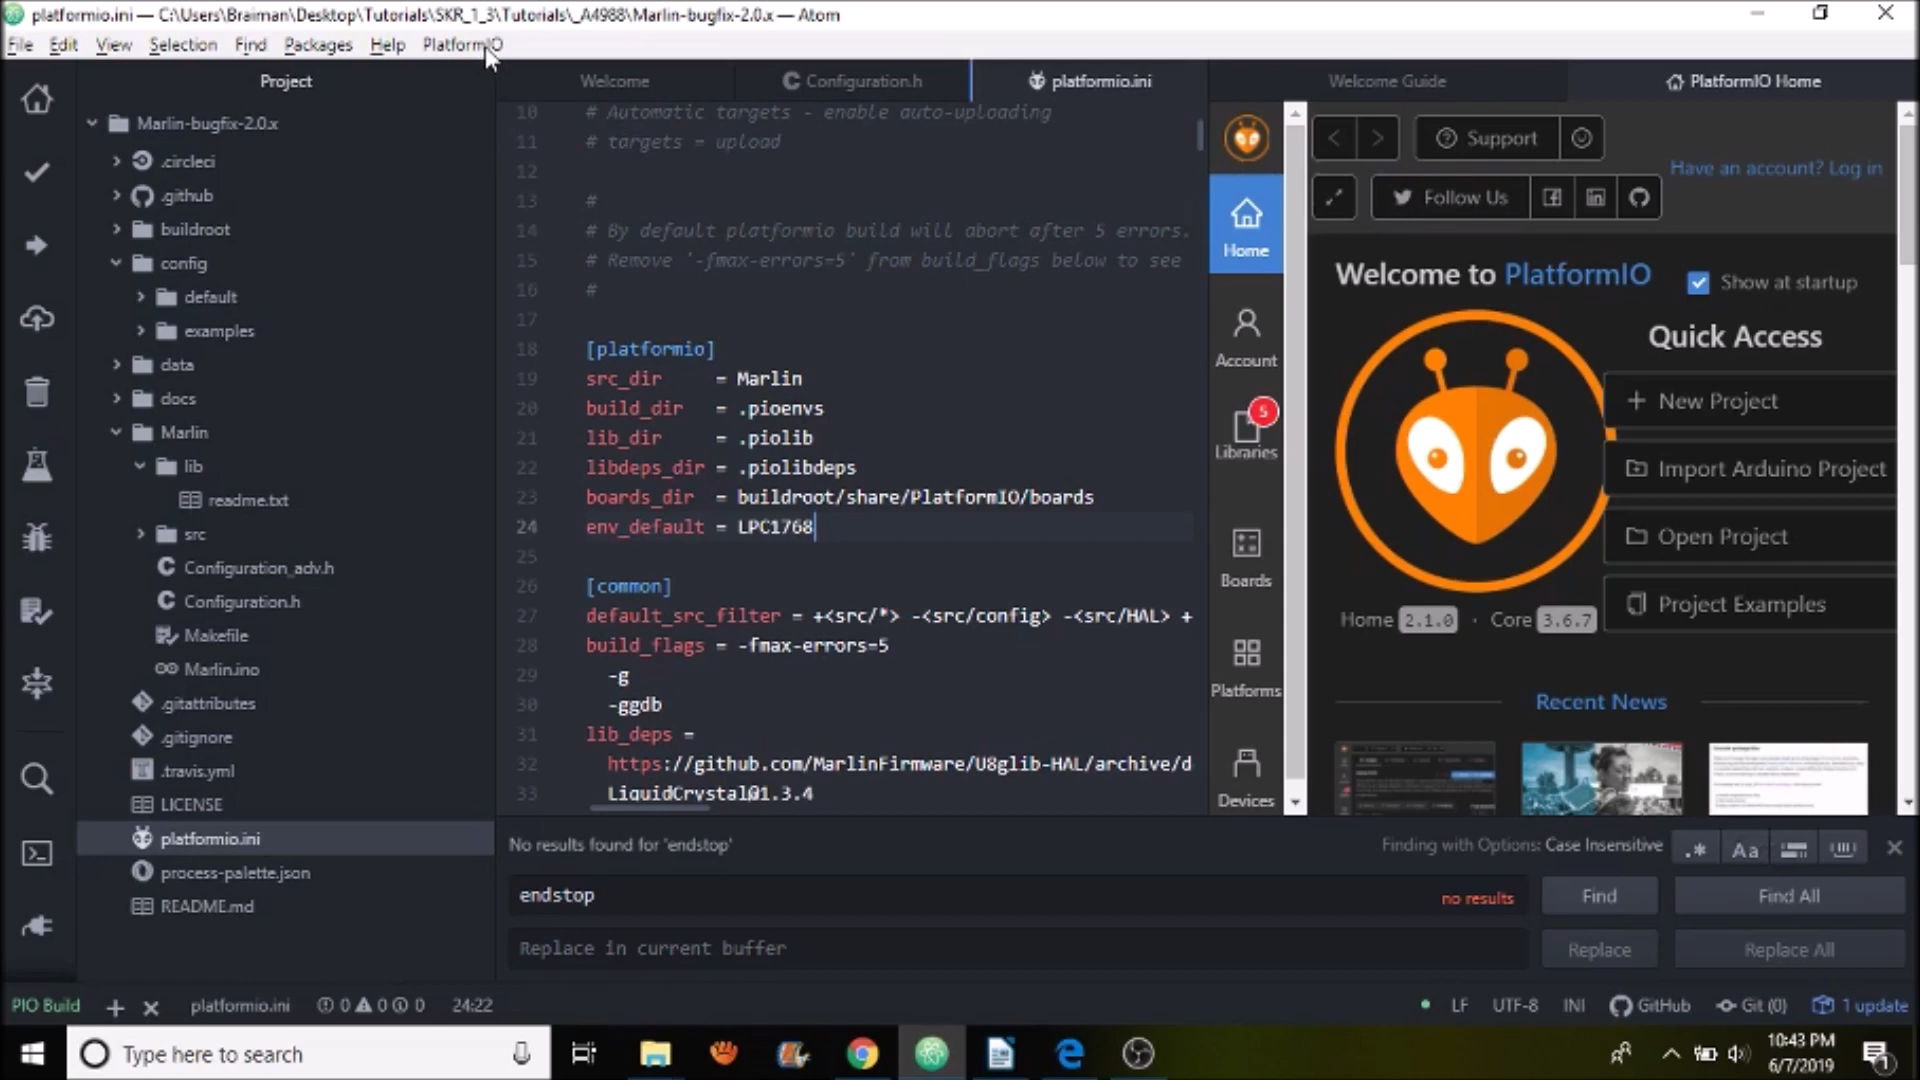 platformio.ini — C:\Users\Braiman\Desktop\Tutorials\SKR_1_3\Tutorials\_A4988\Marlin-bugfix-2.0.x — Atom
File Edit View Selection Find Packages Help PlatformIO
Project
Welcome
Configuration.h
platformio.ini
Welcome Guide
PlatformIO Home
Marlin-bugfix-2.0.x
.circleci
.github
buildroot
config
default
examples
data
docs
Marlin
lib
readme.txt
src
Configuration_adv.h
Configuration.h
Makefile
Marlin.ino
.gitattributes
.gitignore
.travis.yml
LICENSE
platformio.ini
process-palette.json
README.md
10 # Automatic targets - enable auto-uploading
11 # targets = upload
12
13 #
14 # By default platformio build will abort after 5 errors.
15 # Remove '-fmax-errors=5' from build_flags below to see
16 #
17
18 [platformio]
19 src_dir = Marlin
20 build_dir = .pioenvs
21 lib_dir = .piolib
22 libdeps_dir = .piolibdeps
23 boards_dir = buildroot/share/PlatformIO/boards
24 env_default = LPC1768
25
26 [common]
27 default_src_filter = +<src/*> -<src/config> -<src/HAL> +
28 build_flags = -fmax-errors=5
29 -g
30 -ggdb
31 lib_deps =
32 https://github.com/MarlinFirmware/U8glib-HAL/archive/d
33 LiquidCrystal@1.3.4
Home
Account
5
Libraries
Boards
Platforms
Devices
Support
Have an account? Log in
Follow Us
Welcome to PlatformIO
Show at startup
Quick Access
New Project
Import Arduino Project
Open Project
Project Examples
Home 2.1.0 · Core 3.6.7
Recent News
No results found for 'endstop'
Finding with Options: Case Insensitive
.* Aa
endstop
no results
Find
Find All
Replace in current buffer
Replace
Replace All
PIO Build
platformio.ini
0 0 0
24:22
LF
UTF-8
INI
GitHub
Git (0)
1 update
Type here to search
10:43 PM
6/7/2019
1